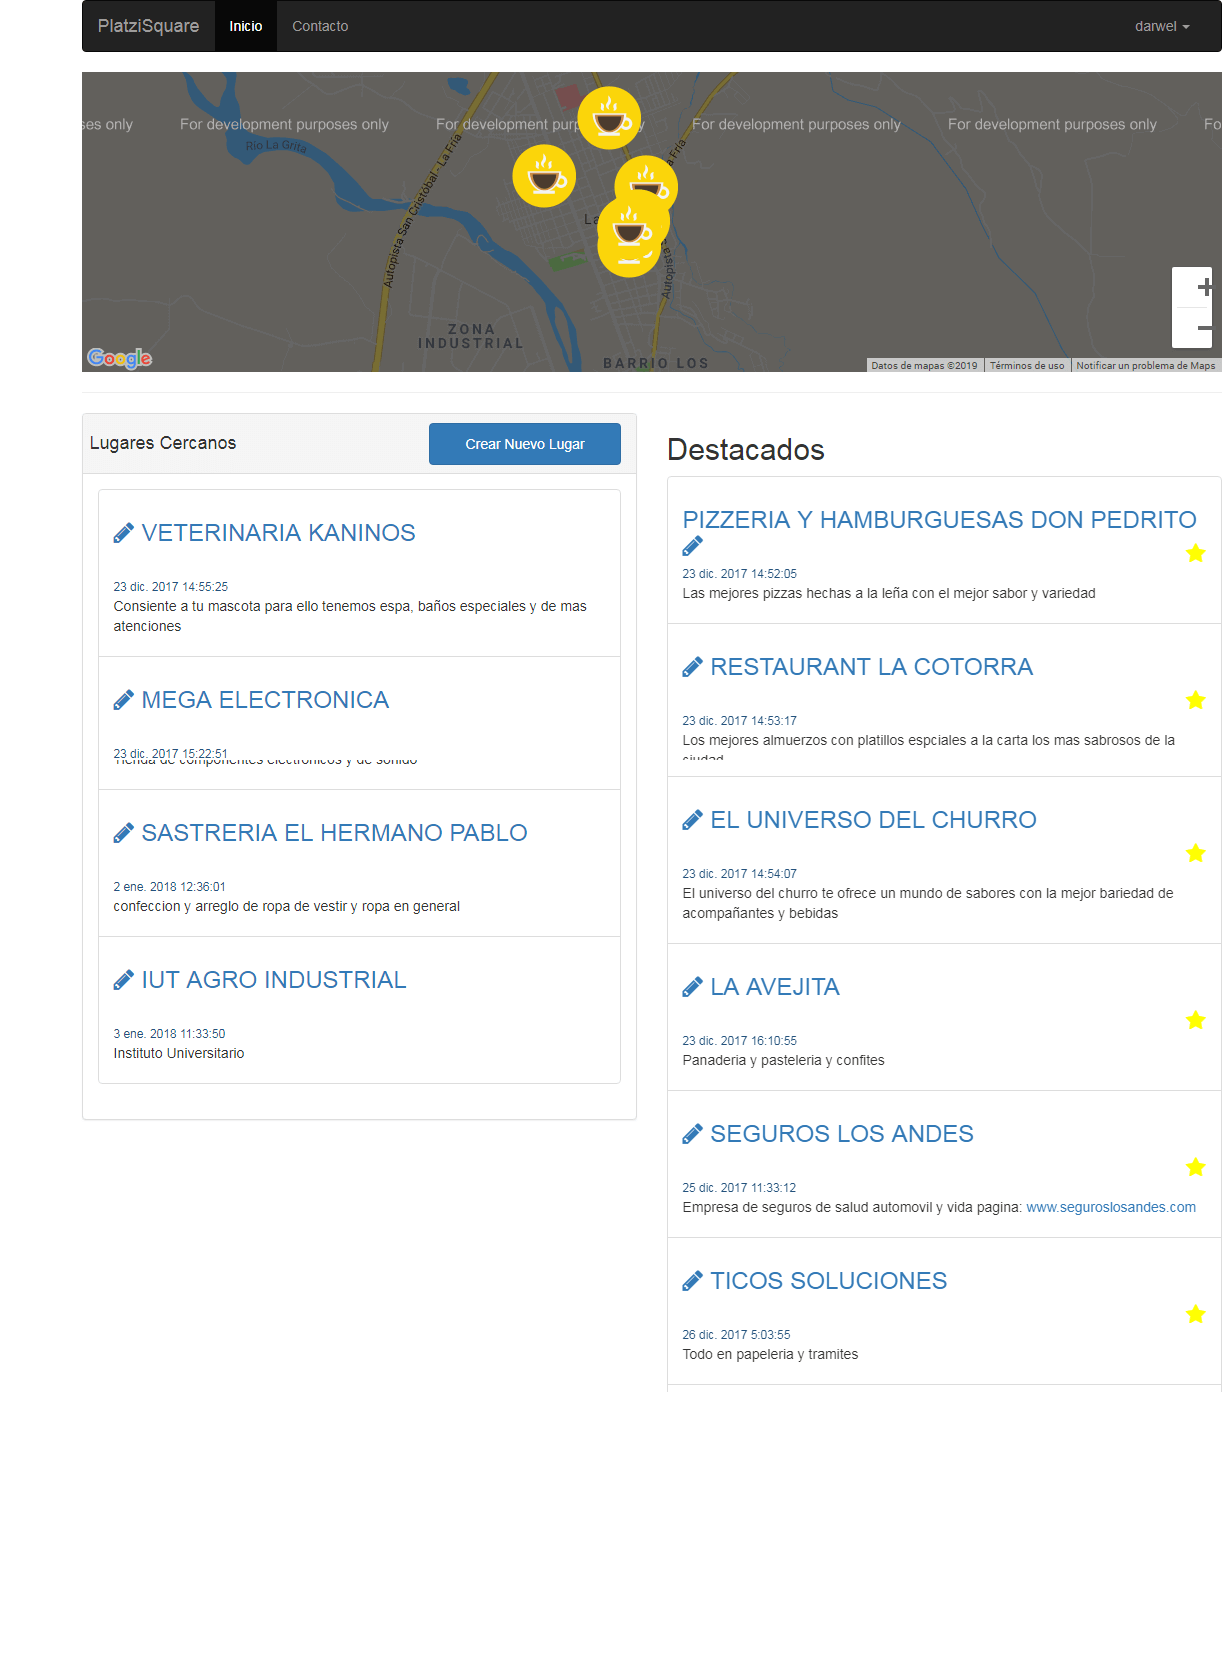 PlatziSquare Inicio Contacto darwel
ses only For development purposes only For development purp y For development purposes only For development purposes only Fo
Rio La Grita
Autopista San Cristóbal - La Fría
a Fría
La
Autopista
ZONA
INDUSTRIAL
BARRIO LOS
Google
Datos de mapas ©2019 Términos de uso Notificar un problema de Maps
Lugares Cercanos
Crear Nuevo Lugar
VETERINARIA KANINOS
23 dic. 2017 14:55:25
Consiente a tu mascota para ello tenemos espa, baños especiales y de mas
atenciones
MEGA ELECTRONICA
23 dic. 2017 15:22:51
Tienda de componentes electronicos y de sonido
SASTRERIA EL HERMANO PABLO
2 ene. 2018 12:36:01
confeccion y arreglo de ropa de vestir y ropa en general
IUT AGRO INDUSTRIAL
3 ene. 2018 11:33:50
Instituto Universitario
Destacados
PIZZERIA Y HAMBURGUESAS DON PEDRITO
23 dic. 2017 14:52:05
Las mejores pizzas hechas a la leña con el mejor sabor y variedad
RESTAURANT LA COTORRA
23 dic. 2017 14:53:17
Los mejores almuerzos con platillos espciales a la carta los mas sabrosos de la
ciudad
EL UNIVERSO DEL CHURRO
23 dic. 2017 14:54:07
El universo del churro te ofrece un mundo de sabores con la mejor bariedad de
acompañantes y bebidas
LA AVEJITA
23 dic. 2017 16:10:55
Panaderia y pasteleria y confites
SEGUROS LOS ANDES
25 dic. 2017 11:33:12
Empresa de seguros de salud automovil y vida pagina: www.seguroslosandes.com
TICOS SOLUCIONES
26 dic. 2017 5:03:55
Todo en papeleria y tramites